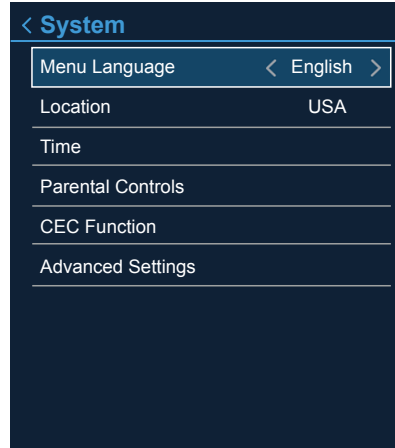 System
Menu Language English
Location USA
Time
Parental Controls
CEC Function
Advanced Settings